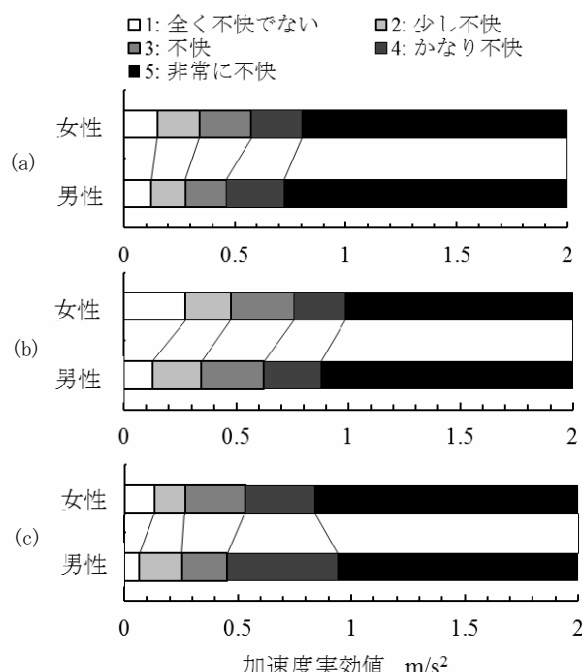 1: 全く不快でない 2: 少し不快
3: 不快 4: かなり不快
5: 非常に不快
(a)
女性
男性
0 0.5 1 1.5 2
(b)
女性
男性
0 0.5 1 1.5 2
(c)
女性
男性
0 0.5 1 1.5 2
加速度実効値 m/s²